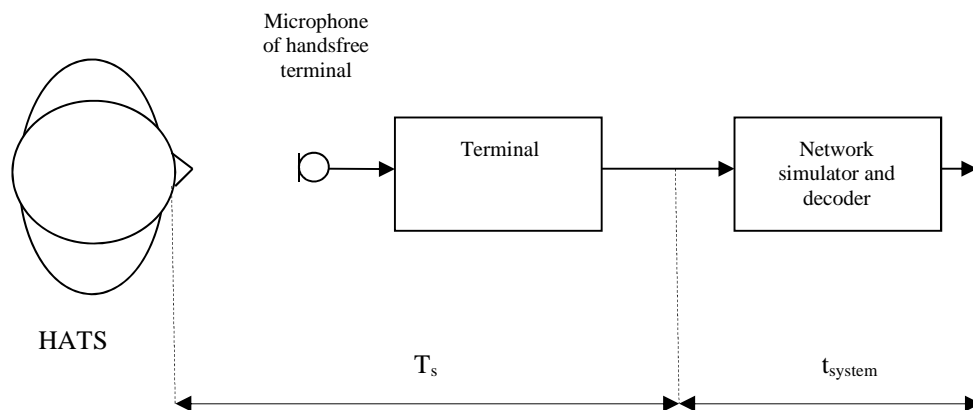 Microphone
of handsfree
terminal
Terminal
Network
simulator and
decoder
HATS
Ts
tsystem